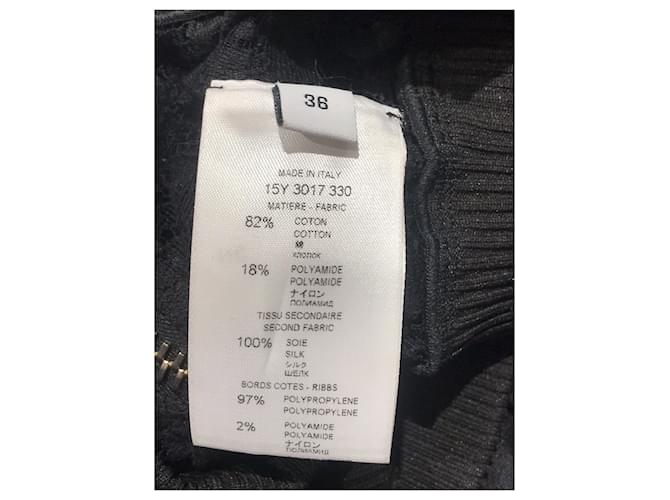 36
MADE IN ITALY
15Y 3017 330
MATIERE - FABRIC
82% COTON
COTTON
綿
ХЛОПОК
18% POLYAMIDE
POLYAMIDE
ナイロン
ПОЛИАМИД
TISSU SECONDAIRE
SECOND FABRIC
100% SOIE
SILK
シルク
ШЕЛК
BORDS COTES - RIBBS
97% POLYPROPYLENE
POLYPROPYLENE
2% POLYAMIDE
POLYAMIDE
ナイロン
ПОЛИАМИД